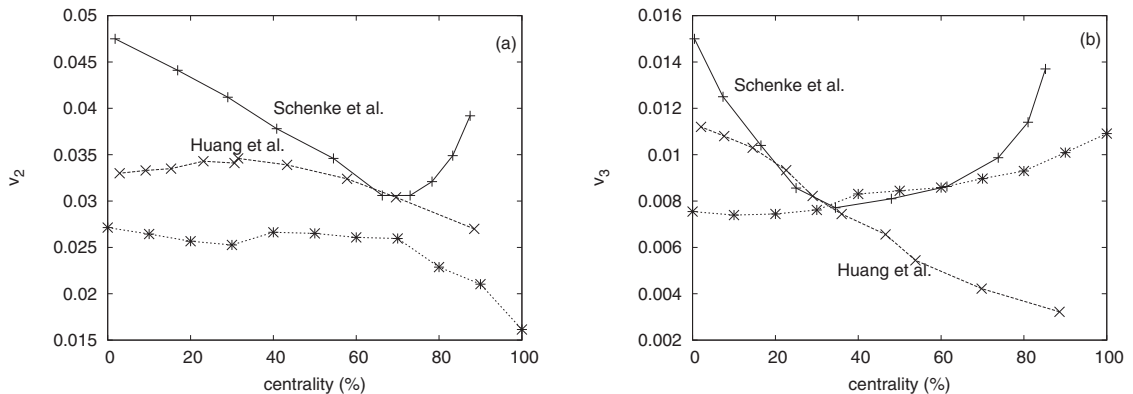 0.05
0.045
0.04
0.035
0.03
0.025
0.02
0.015
v2
(a)
Schenke et al.
Huang et al.
0 20 40 60 80 100
centrality (%)
0.016
0.014
0.012
0.01
0.008
0.006
0.004
0.002
v3
(b)
Schenke et al.
Huang et al.
0 20 40 60 80 100
centrality (%)